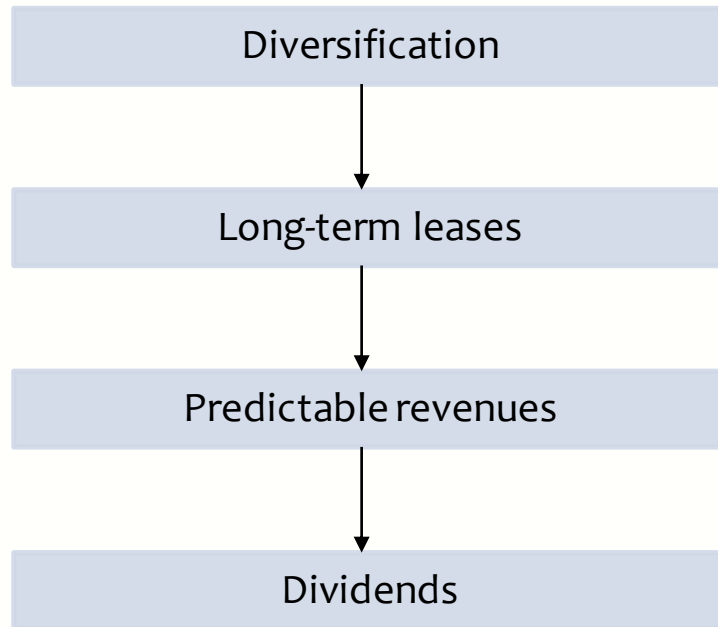 Diversification
Long-term leases
Predictable revenues
Dividends